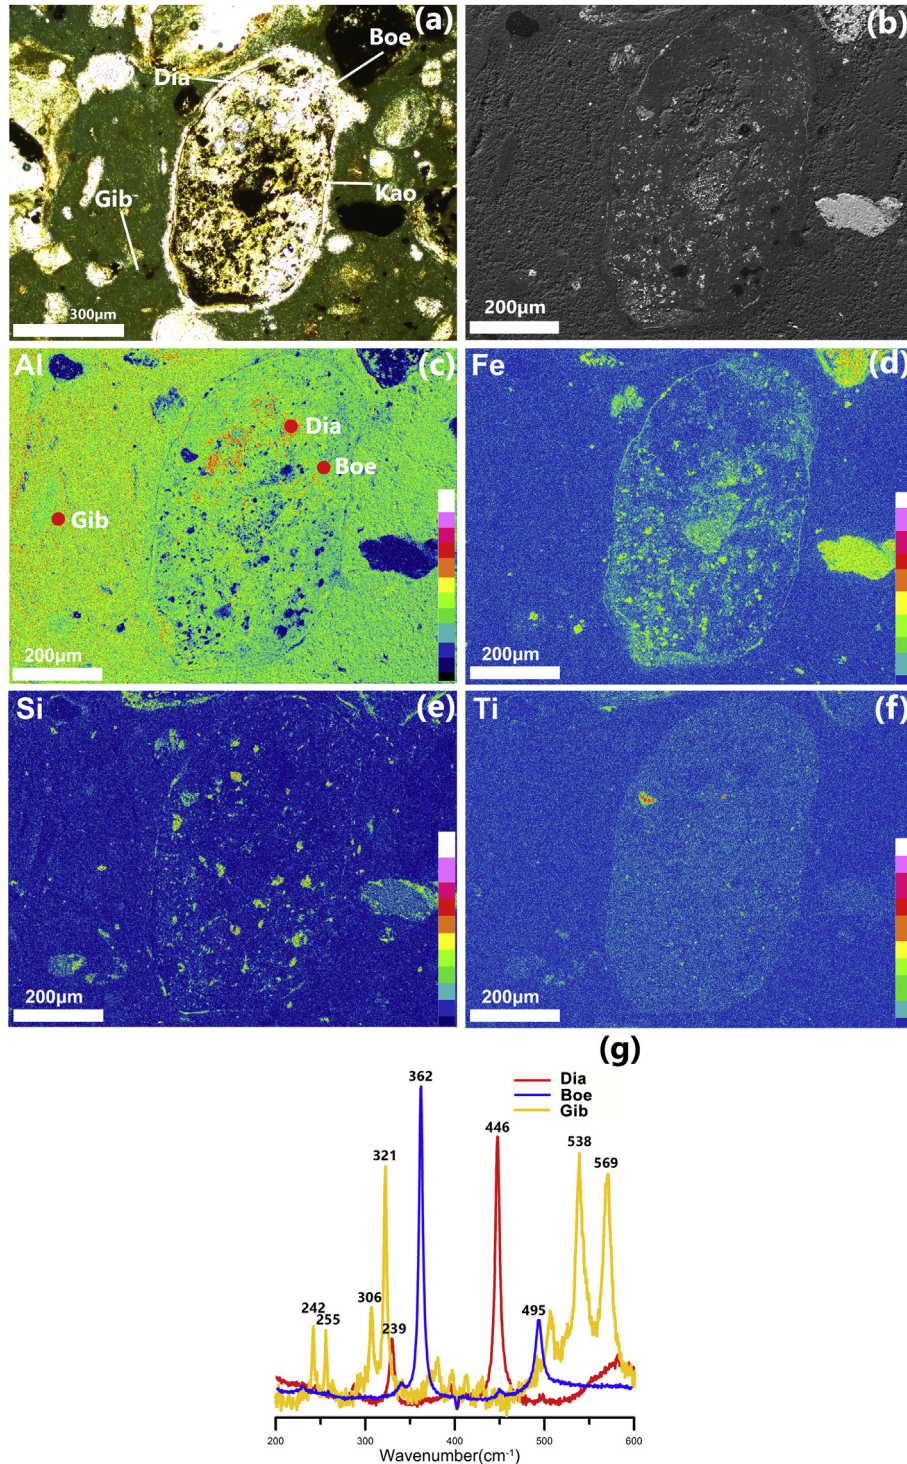 (a)
Boe
Dia
Kao
Gib
300μm
(b)
200μm
Al
(c)
Dia
Boe
Gib
200μm
Fe
(d)
200μm
Si
(e)
200μm
Ti
(f)
200μm
(g)
362
Dia
Boe
Gib
446
538
321
569
306
242
255
239
495
200 300 400 500 600
Wavenumber(cm⁻¹)